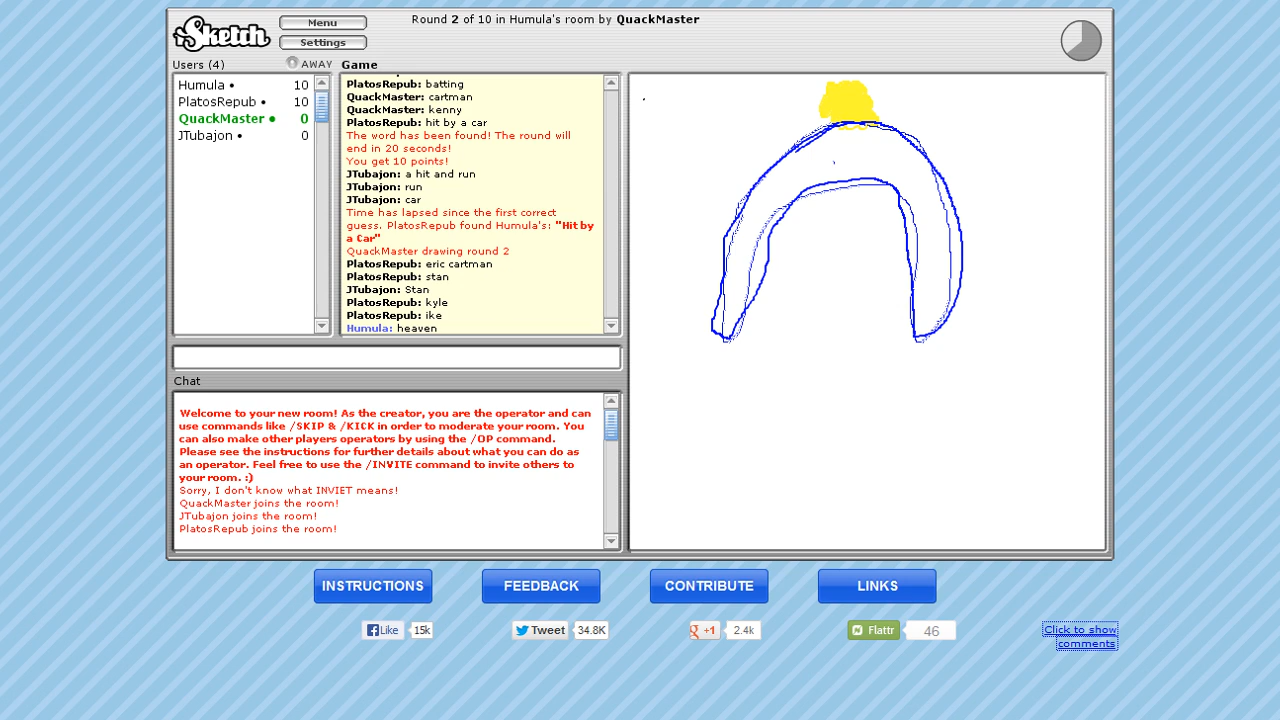 iSketch
Menu
Settings
Round 2 of 10 in Humula's room by QuackMaster
Users (4)
AWAY
Game
Humula • 10
PlatosRepub • 10
QuackMaster • 0
JTubajon • 0
PlatosRepub: batting
QuackMaster: cartman
QuackMaster: kenny
PlatosRepub: hit by a car
The word has been found! The round will
end in 20 seconds!
You get 10 points!
JTubajon: a hit and run
JTubajon: run
JTubajon: car
Time has lapsed since the first correct
guess. PlatosRepub found Humula's: "Hit by
a Car"
QuackMaster drawing round 2
PlatosRepub: eric cartman
PlatosRepub: stan
JTubajon: Stan
PlatosRepub: kyle
PlatosRepub: ike
Humula: heaven
Chat
Welcome to your new room! As the creator, you are the operator and can
use commands like /SKIP & /KICK in order to moderate your room. You
can also make other players operators by using the /OP command.
Please see the instructions for further details about what you can do as
an operator. Feel free to use the /INVITE command to invite others to
your room. :)
Sorry, I don't know what INVIET means!
QuackMaster joins the room!
JTubajon joins the room!
PlatosRepub joins the room!
INSTRUCTIONS
FEEDBACK
CONTRIBUTE
LINKS
Like 15k
Tweet 34.8K
g +1 2.4k
Flattr 46
Click to show
comments